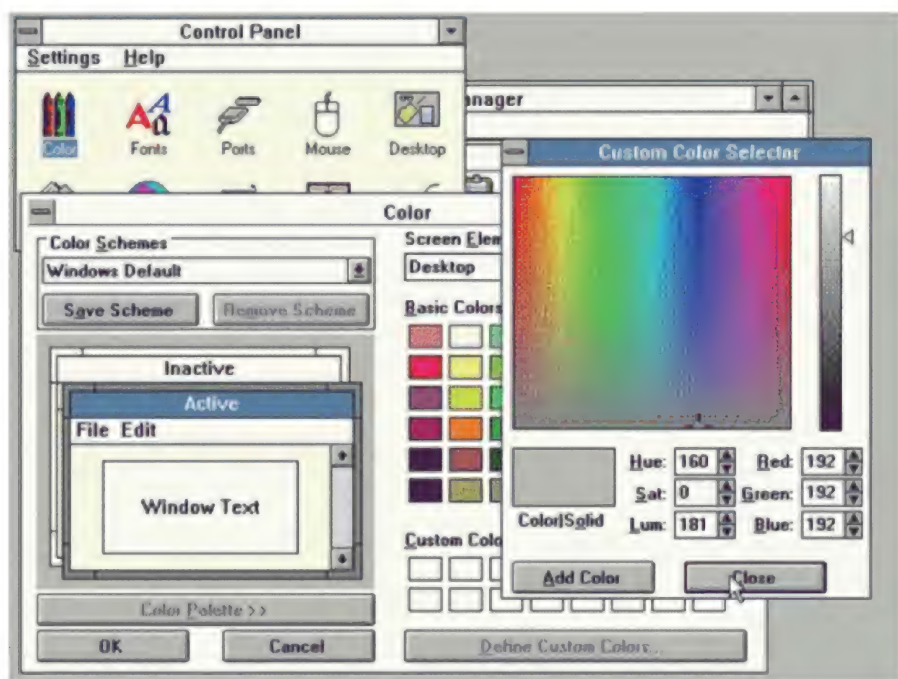 Control Panel
Settings Help
Color Fonts Ports Mouse Desktop
anager
Custom Color Selector
Color
Color Schemes
Windows Default
Save Scheme Remove Scheme
Inactive
Active
File Edit
Window Text
Color Palette >>
OK Cancel
Screen Elem
Desktop
Basic Colors
Custom Colo
Define Custom Colors...
Color|Solid
Hue: 160 Red: 192
Sat: 0 Green: 192
Lum: 181 Blue: 192
Add Color Close